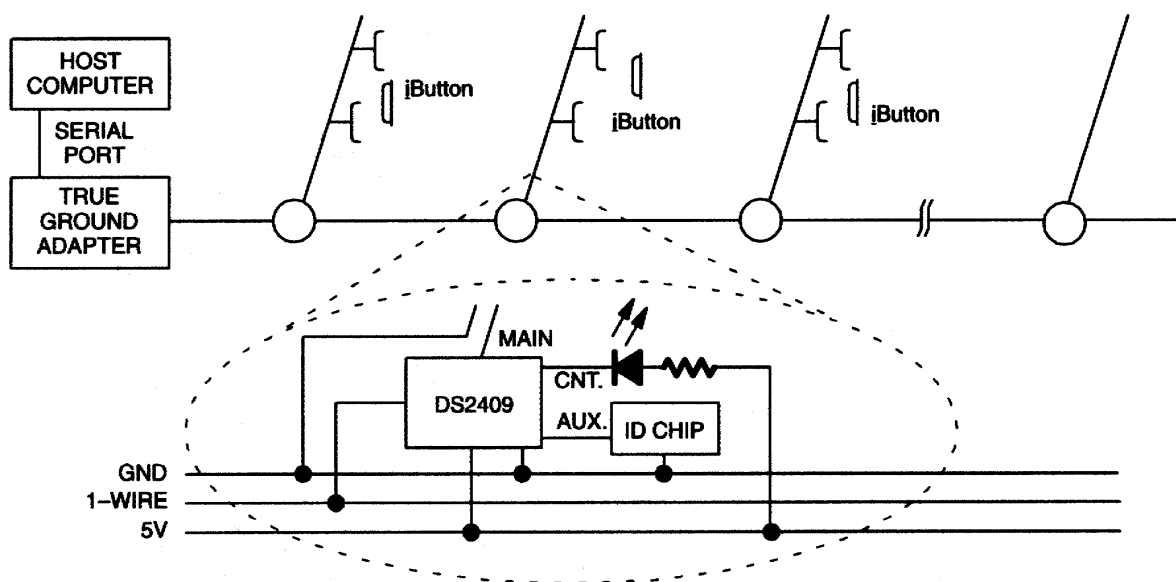 HOST
COMPUTER
SERIAL
PORT
TRUE
GROUND
ADAPTER
iButton
iButton
iButton
MAIN
CNT.
DS2409
AUX.
ID CHIP
GND
1–WIRE
5V